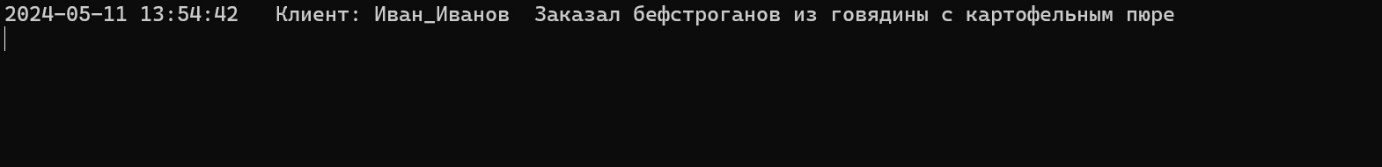 2024-05-11 13:54:42   Клиент: Иван_Иванов  Заказал бефстроганов из говядины с картофельным пюре